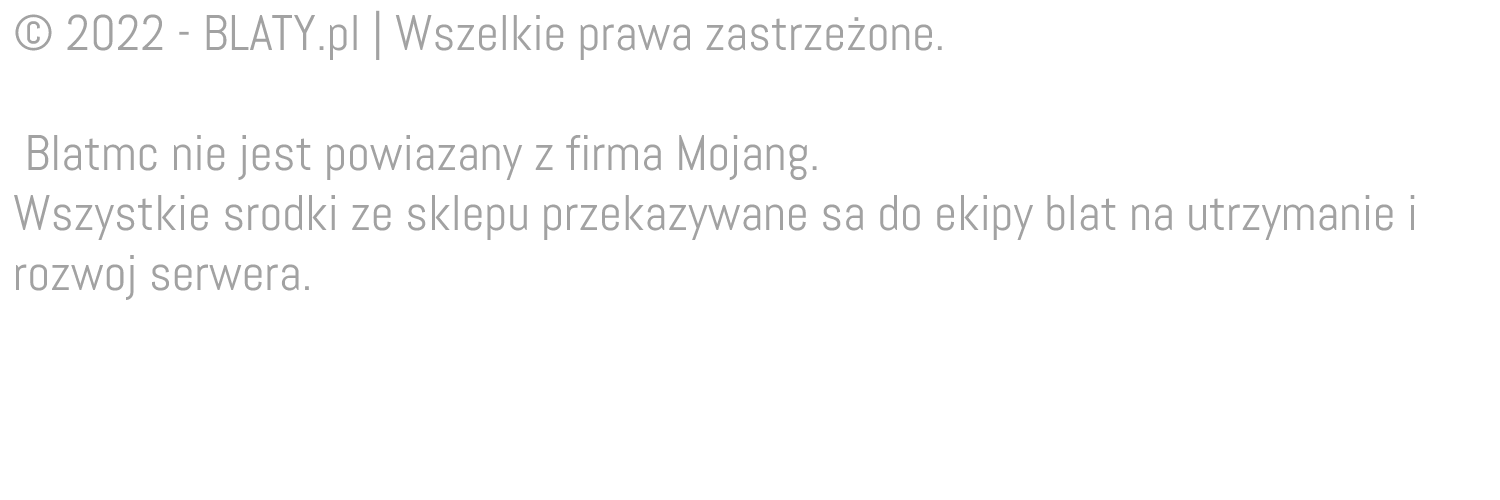 © 2022 - BLATY.pl | Wszelkie prawa zastrzeżone.
Blatmc nie jest powiazany z firma Mojang.
Wszystkie srodki ze sklepu przekazywane sa do ekipy blat na utrzymanie i
rozwoj serwera.